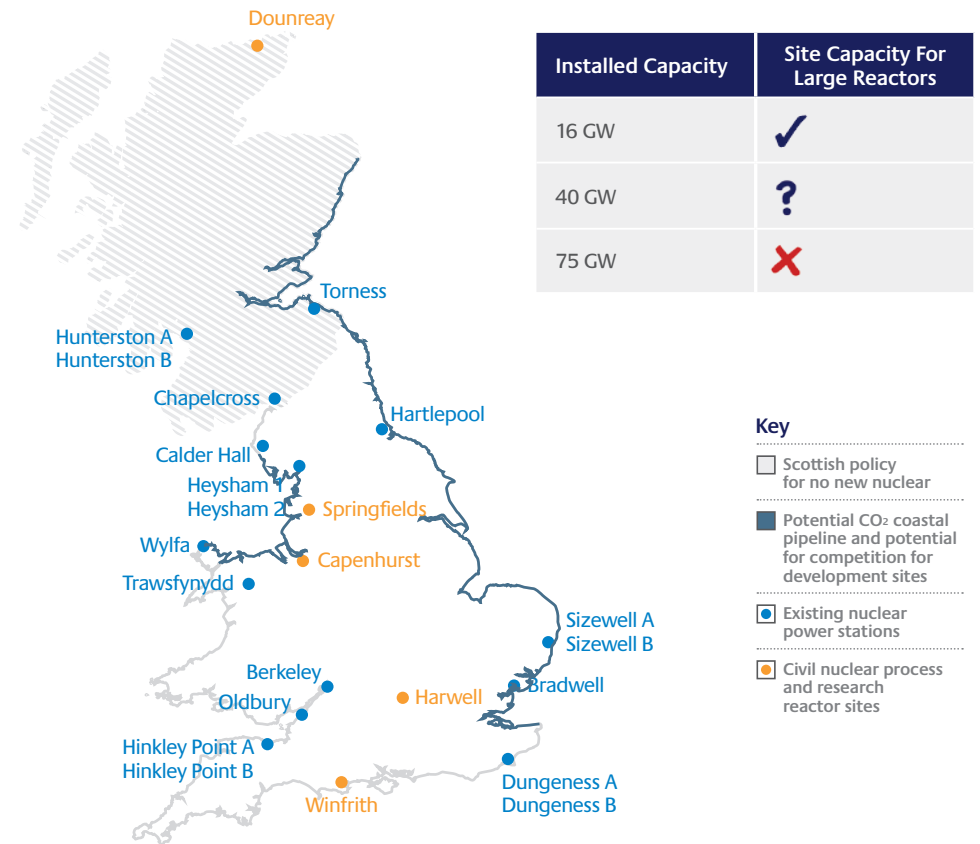 Dounreay
Installed Capacity
Site Capacity For
Large Reactors
16 GW
40 GW
?
75 GW
Torness
Hunterston A
Hunterston B
Chapelcross
Hartlepool
Calder Hall
Heysham 1
Heysham 2
Springfields
Wylfa
Capenhurst
Trawsfynydd
Sizewell A
Sizewell B
Berkeley
Bradwell
Harwell
Oldbury
Hinkley Point A
Hinkley Point B
Dungeness A
Dungeness B
Winfrith
Key
Scottish policy
for no new nuclear
Potential CO₂ coastal
pipeline and potential
for competition for
development sites
Existing nuclear
power stations
Civil nuclear process
and research
reactor sites